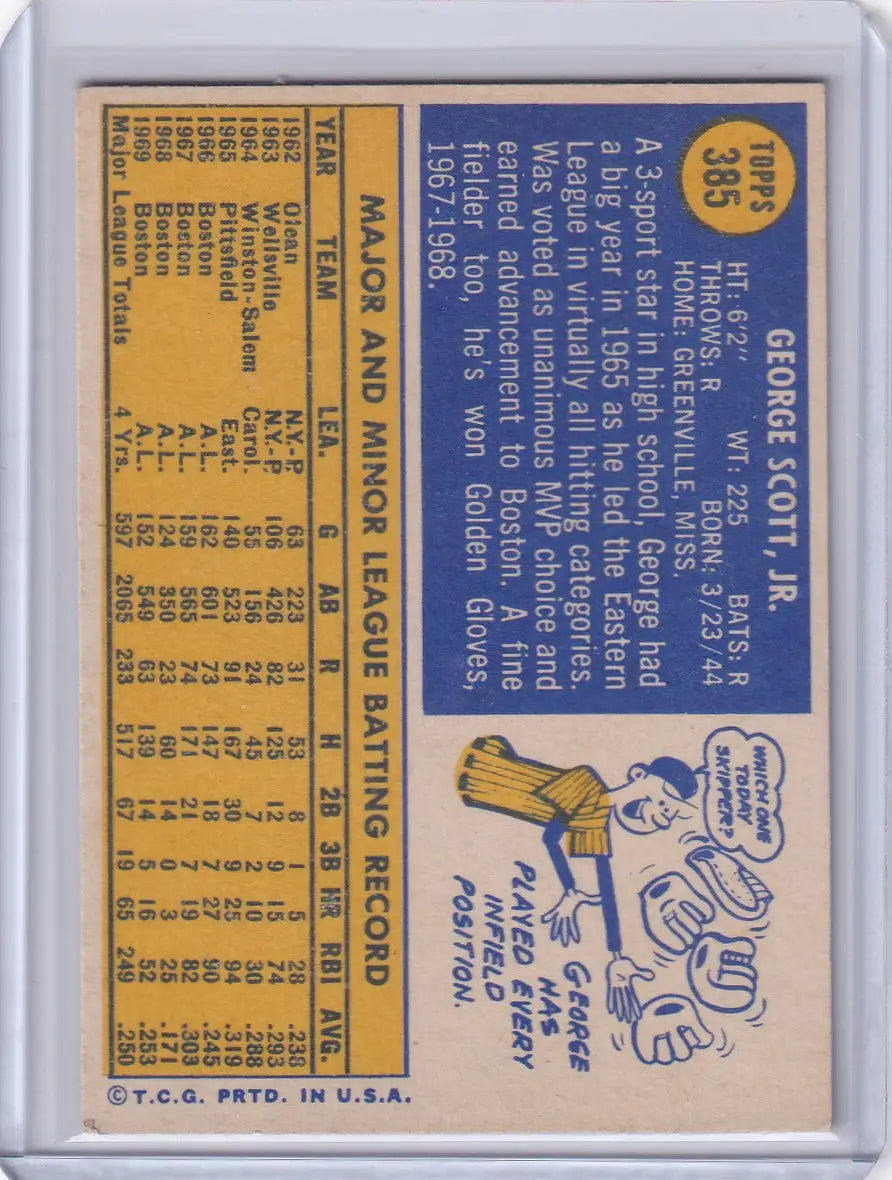 TOPPS
385
GEORGE SCOTT, JR.
HT: 6'2" WT: 225 BATS: R
THROWS: R BORN: 3/23/44
HOME: GREENVILLE, MISS.
A 3-sport star in high school, George had
a big year in 1965 as he led the Eastern
League in virtually all hitting categories.
Was voted as unanimous MVP choice and
earned advancement to Boston. A fine
fielder too, he's won Golden Gloves,
1967-1968.
WHICH ONE
TODAY
SKIPPER?
GEORGE
HAS
PLAYED EVERY
INFIELD
POSITION.
MAJOR AND MINOR LEAGUE BATTING RECORD
YEAR TEAM LEA. G AB R H 2B 3B HR RBI AVG.
1962 Olean N.Y.-P 63 223 31 53 8 1 5 28 .238
1963 Wellsville N.Y.-P 106 426 82 125 12 9 15 74 .293
1964 Winston-Salem Carol. 55 156 24 45 7 2 10 30 .288
1965 Pittsfield East. 140 523 91 167 30 9 25 94 .319
1966 Boston A.L. 162 601 73 147 18 7 27 90 .245
1967 Boston A.L. 159 565 74 171 21 7 19 82 .303
1968 Boston A.L. 124 350 23 60 14 0 3 25 .171
1969 Boston A.L. 152 549 63 139 14 5 16 52 .253
Major League Totals 4 Yrs. 597 2065 233 517 67 19 65 249 .250
©T.C.G. PRTD. IN U.S.A.